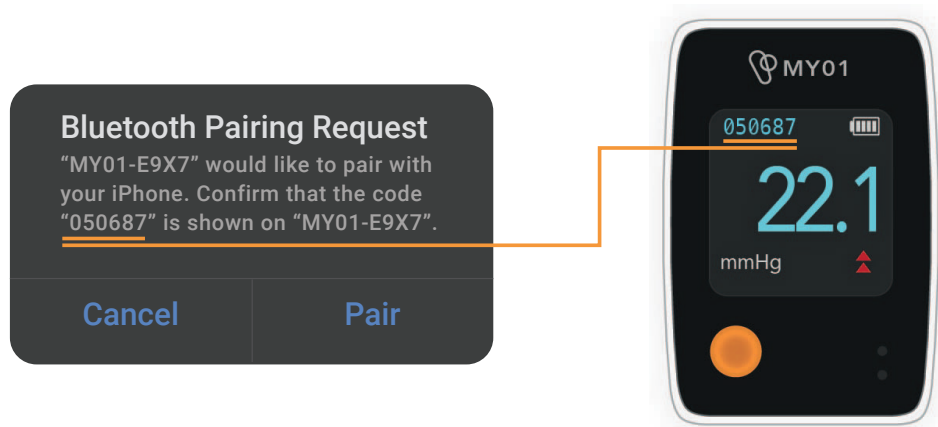 Bluetooth Pairing Request
“MY01-E9X7” would like to pair with
your iPhone. Confirm that the code
“050687” is shown on “MY01-E9X7”.
Cancel Pair
MY01
050687
22.1
mmHg